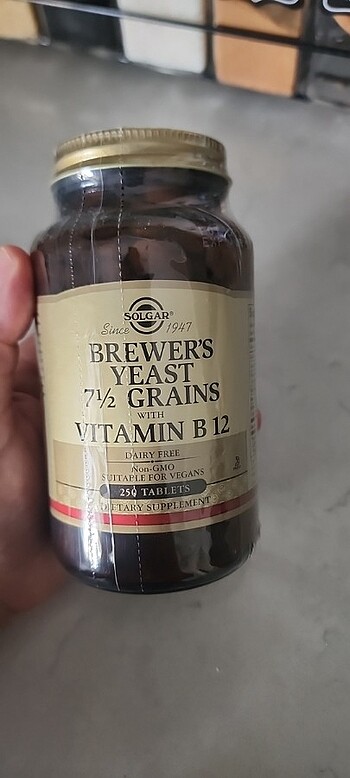 SOLGAR®
Since 1947
BREWER'S
YEAST
7½ GRAINS
WITH
VITAMIN B 12
DAIRY FREE
Non-GMO
SUITAPLE FOR VEGANS
250 TABLETS
DIETARY SUPPLEMENT